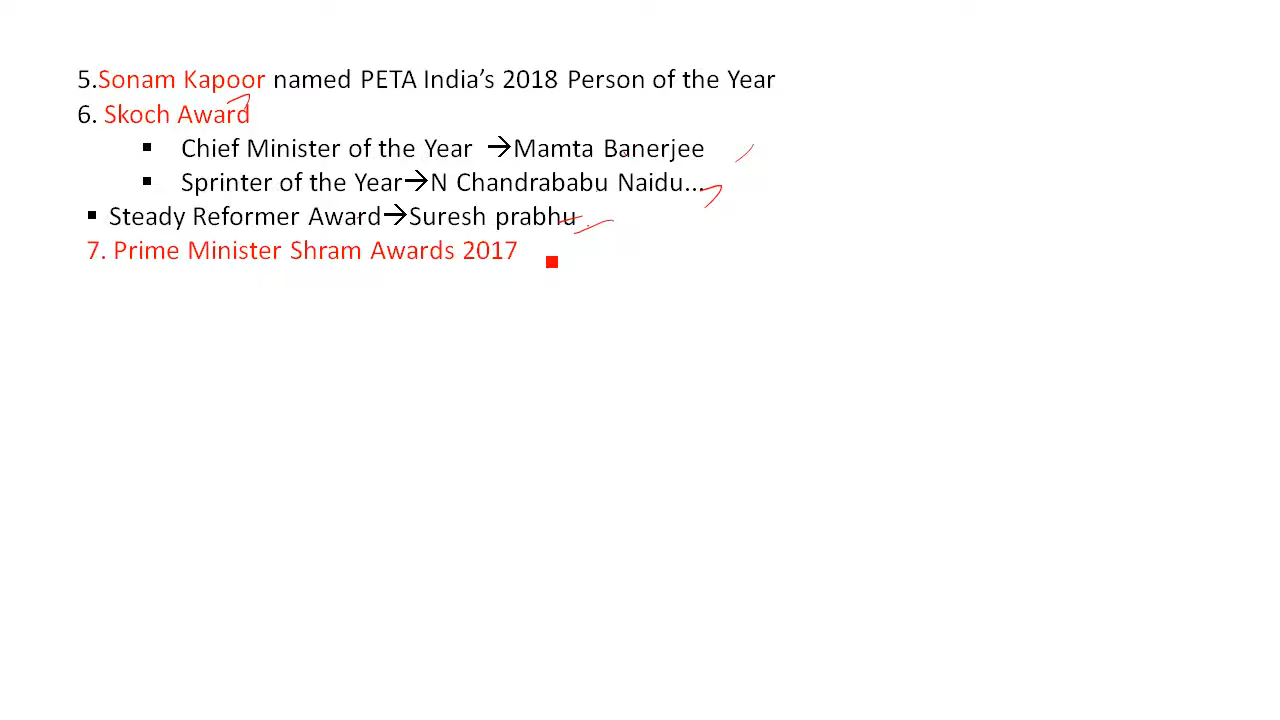 5.Sonam Kapoor named PETA India’s 2018 Person of the Year
6. Skoch Award
▪ Chief Minister of the Year →Mamta Banerjee
▪ Sprinter of the Year→N Chandrababu Naidu...
▪ Steady Reformer Award→Suresh prabhu
7. Prime Minister Shram Awards 2017